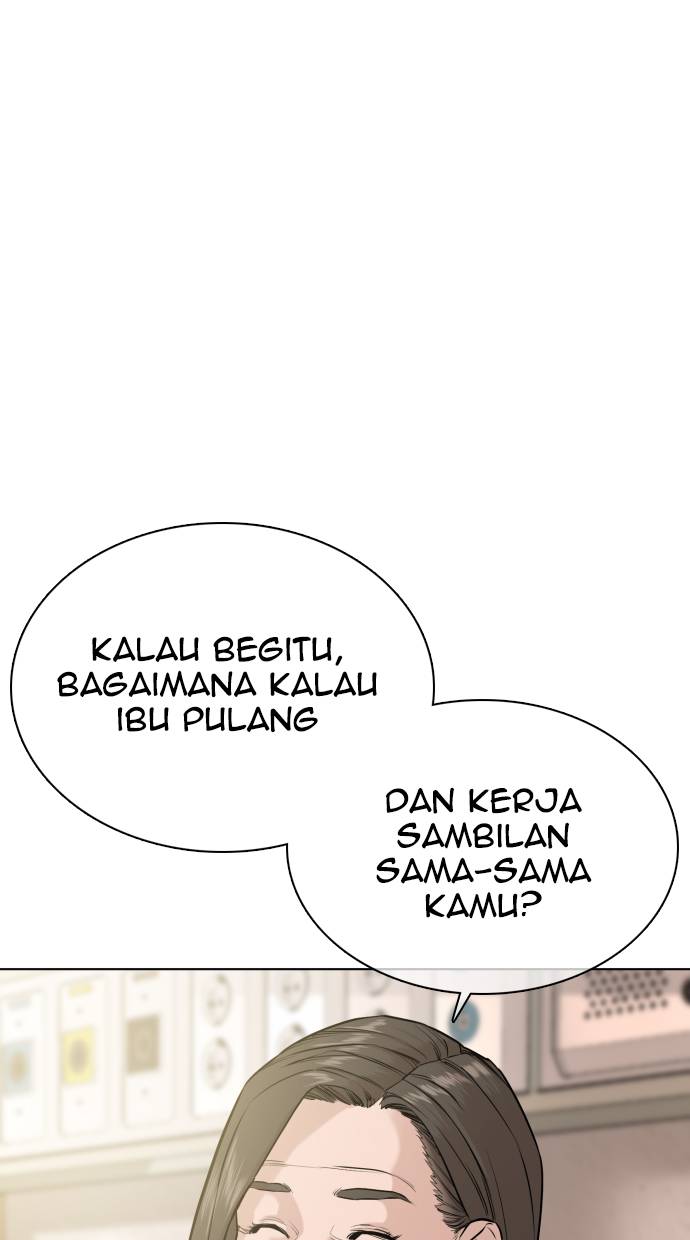 KALAU BEGITU,
BAGAIMANA KALAU
IBU PULANG
DAN KERJA
SAMBILAN
SAMA-SAMA
KAMU?